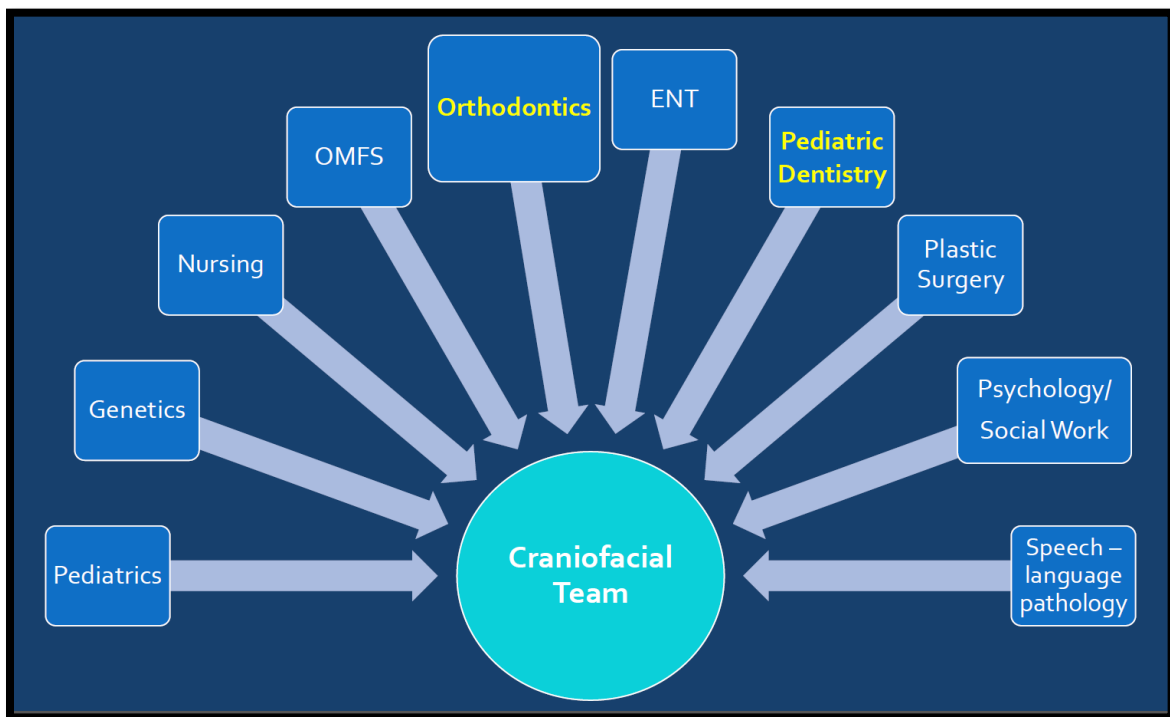 Orthodontics
ENT
Pediatric
Dentistry
OMFS
Plastic
Surgery
Nursing
Psychology/
Social Work
Genetics
Speech –
language
pathology
Pediatrics
Craniofacial
Team